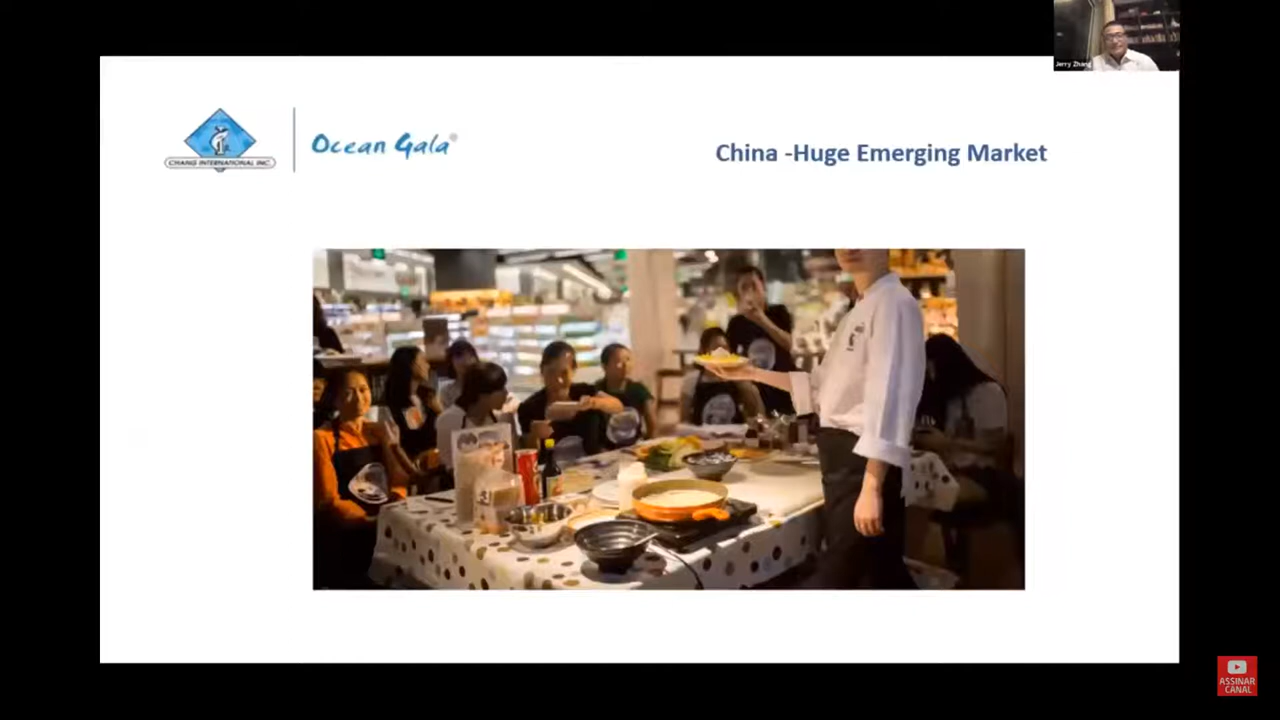 Jerry Zhang
CHANG INTERNATIONAL INC.
Ocean Gala®
China -Huge Emerging Market
ASSINAR
CANAL